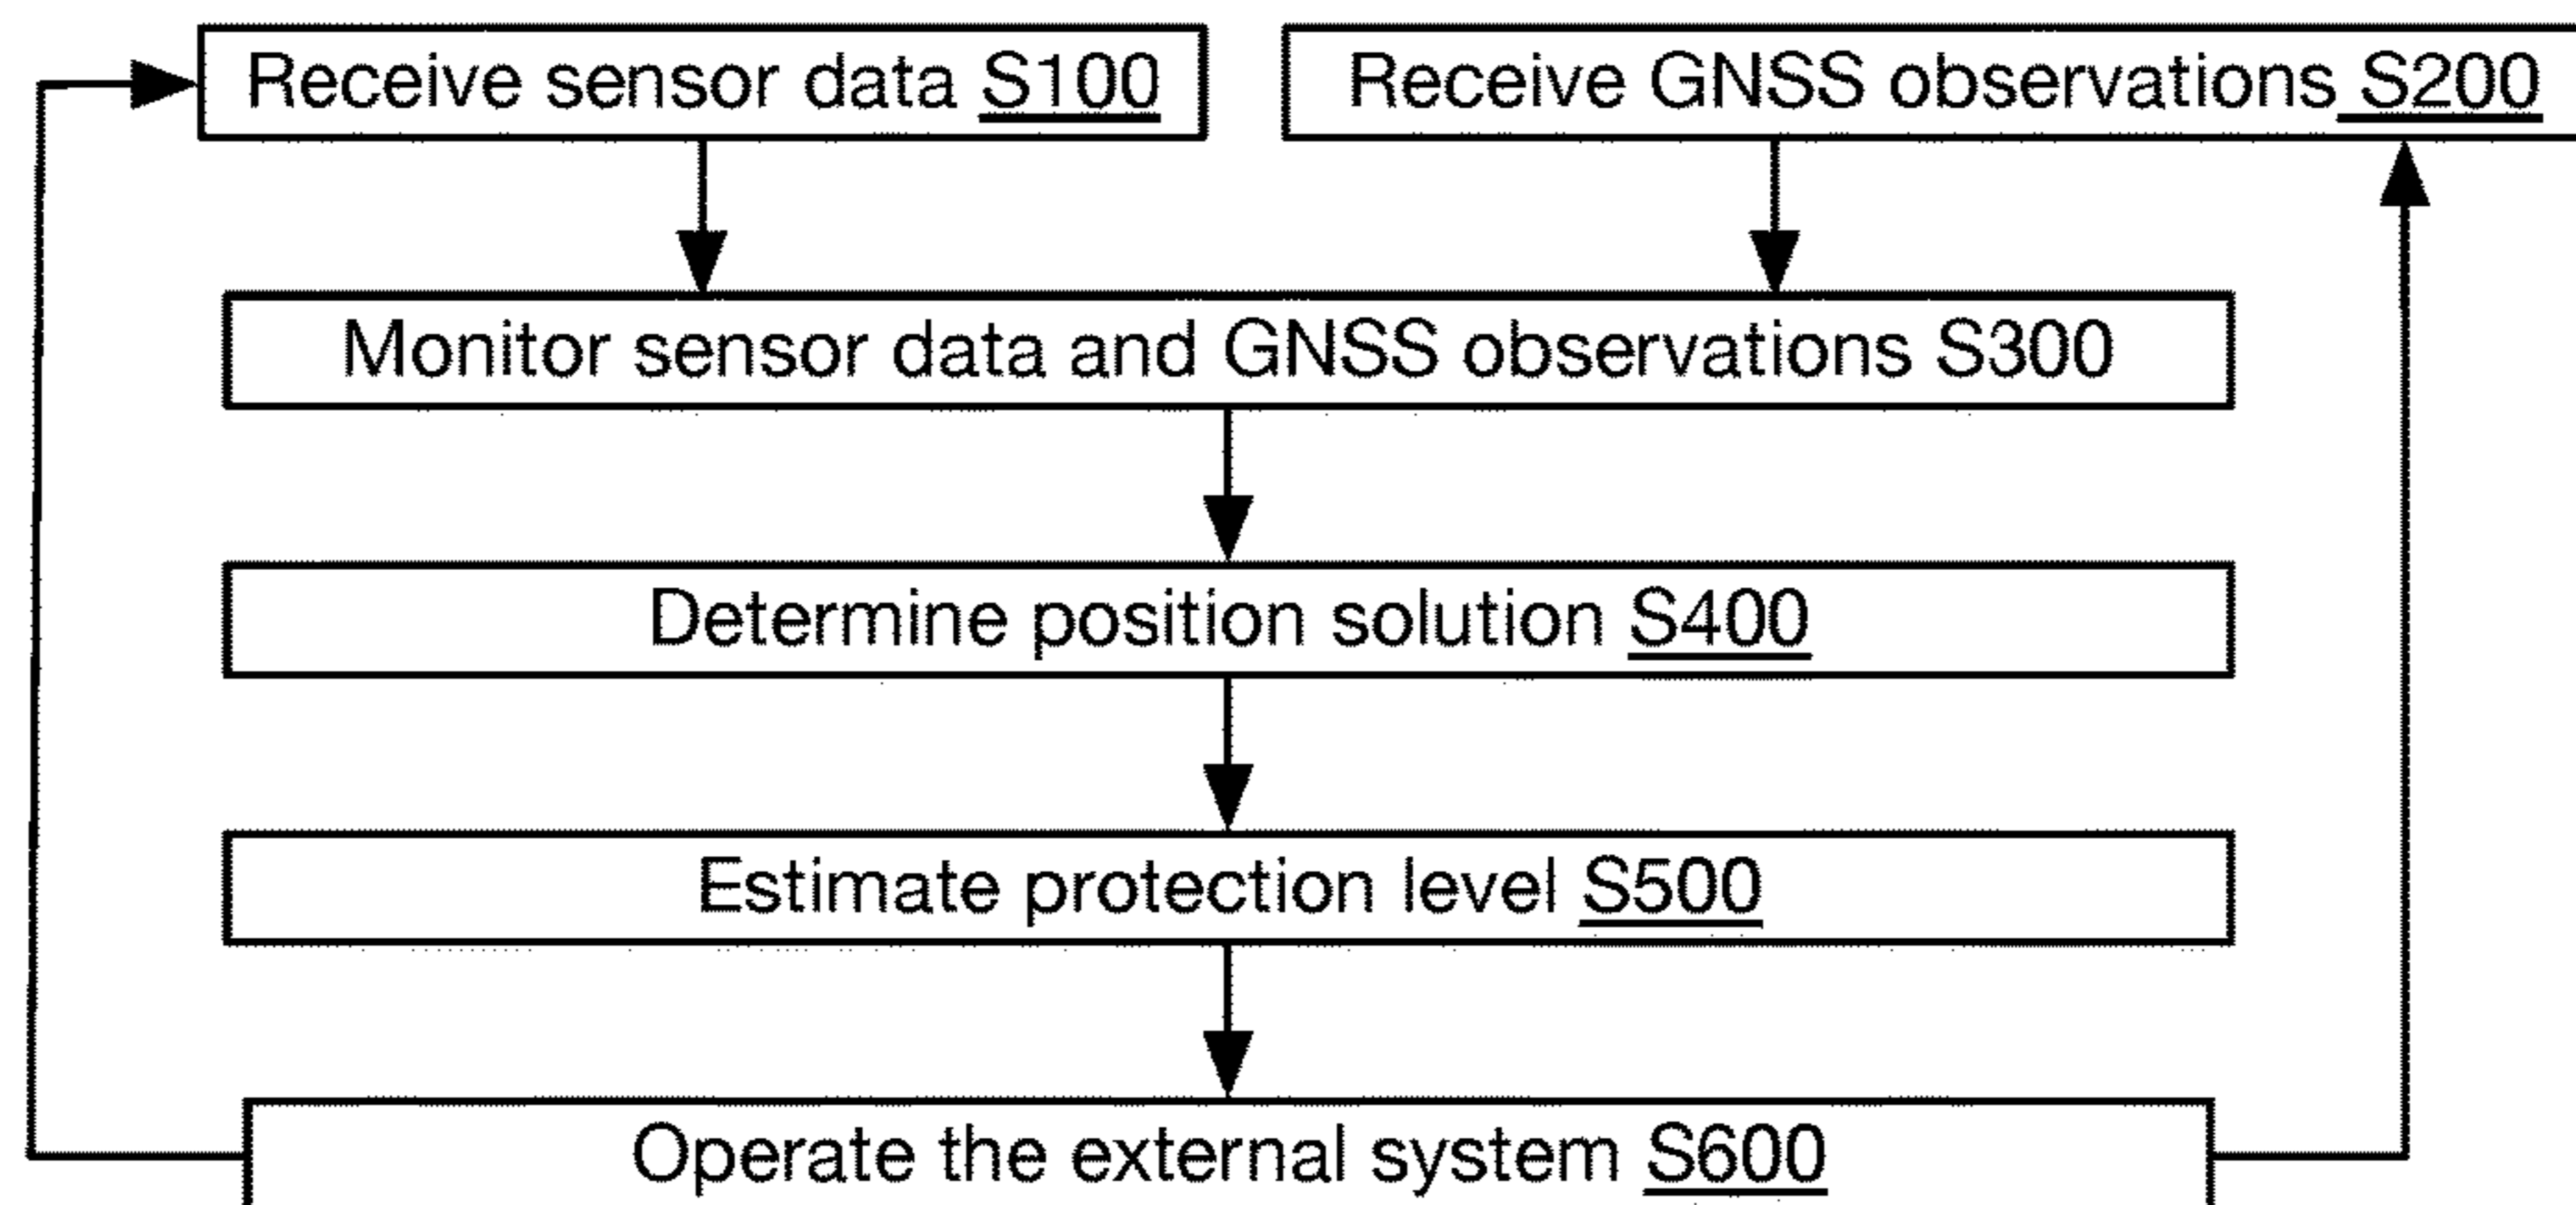 Receive sensor data S100
Receive GNSS observations S200
Monitor sensor data and GNSS observations S300
Determine position solution S400
Estimate protection level S500
Operate the external system S600